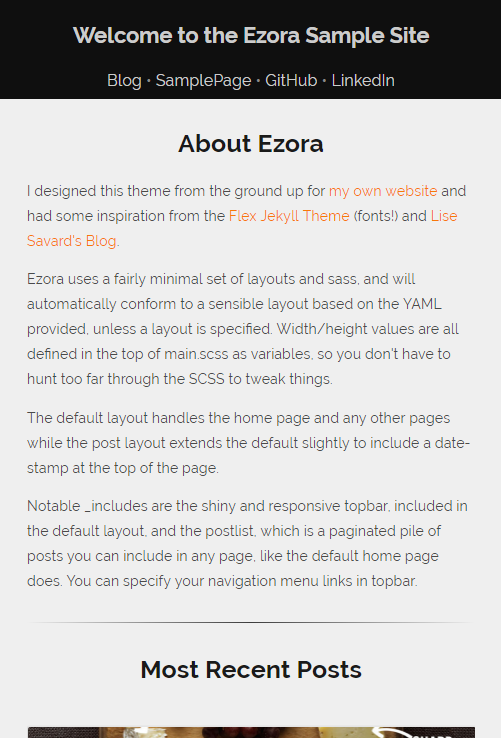 Welcome to the Ezora Sample Site
Blog • SamplePage • GitHub • LinkedIn
About Ezora
I designed this theme from the ground up for my own website and
had some inspiration from the Flex Jekyll Theme (fonts!) and Lise
Savard's Blog.
Ezora uses a fairly minimal set of layouts and sass, and will
automatically conform to a sensible layout based on the YAML
provided, unless a layout is specified. Width/height values are all
defined in the top of main.scss as variables, so you don't have to
hunt too far through the SCSS to tweak things.
The default layout handles the home page and any other pages
while the post layout extends the default slightly to include a date-
stamp at the top of the page.
Notable _includes are the shiny and responsive topbar, included in
the default layout, and the postlist, which is a paginated pile of
posts you can include in any page, like the default home page
does. You can specify your navigation menu links in topbar.
Most Recent Posts